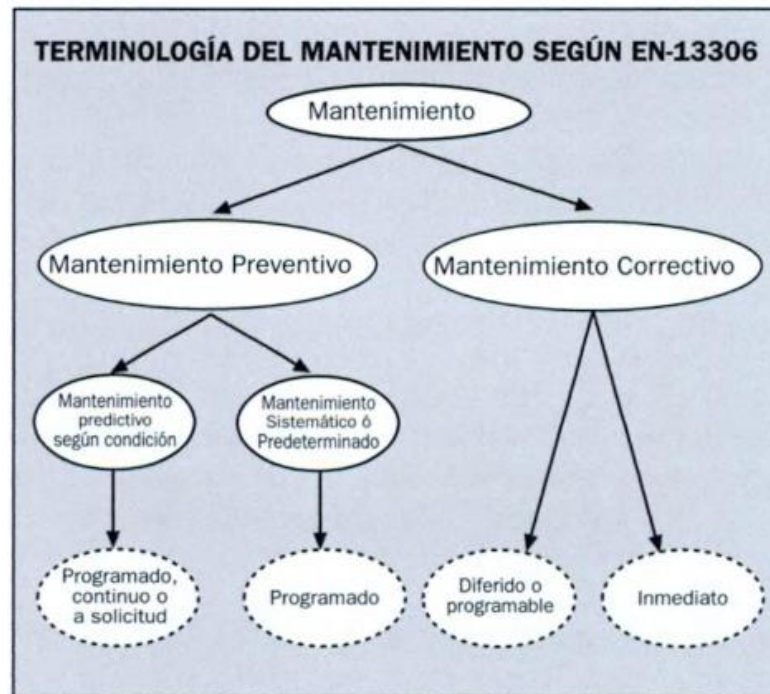 TERMINOLOGÍA DEL MANTENIMIENTO SEGÚN EN-13306
Mantenimiento
Mantenimiento Preventivo
Mantenimiento Correctivo
Mantenimiento
predictivo
según condición
Mantenimiento
Sistemático ó
Predeterminado
Programado,
continuo o
a solicitud
Programado
Diferido o
programable
Inmediato